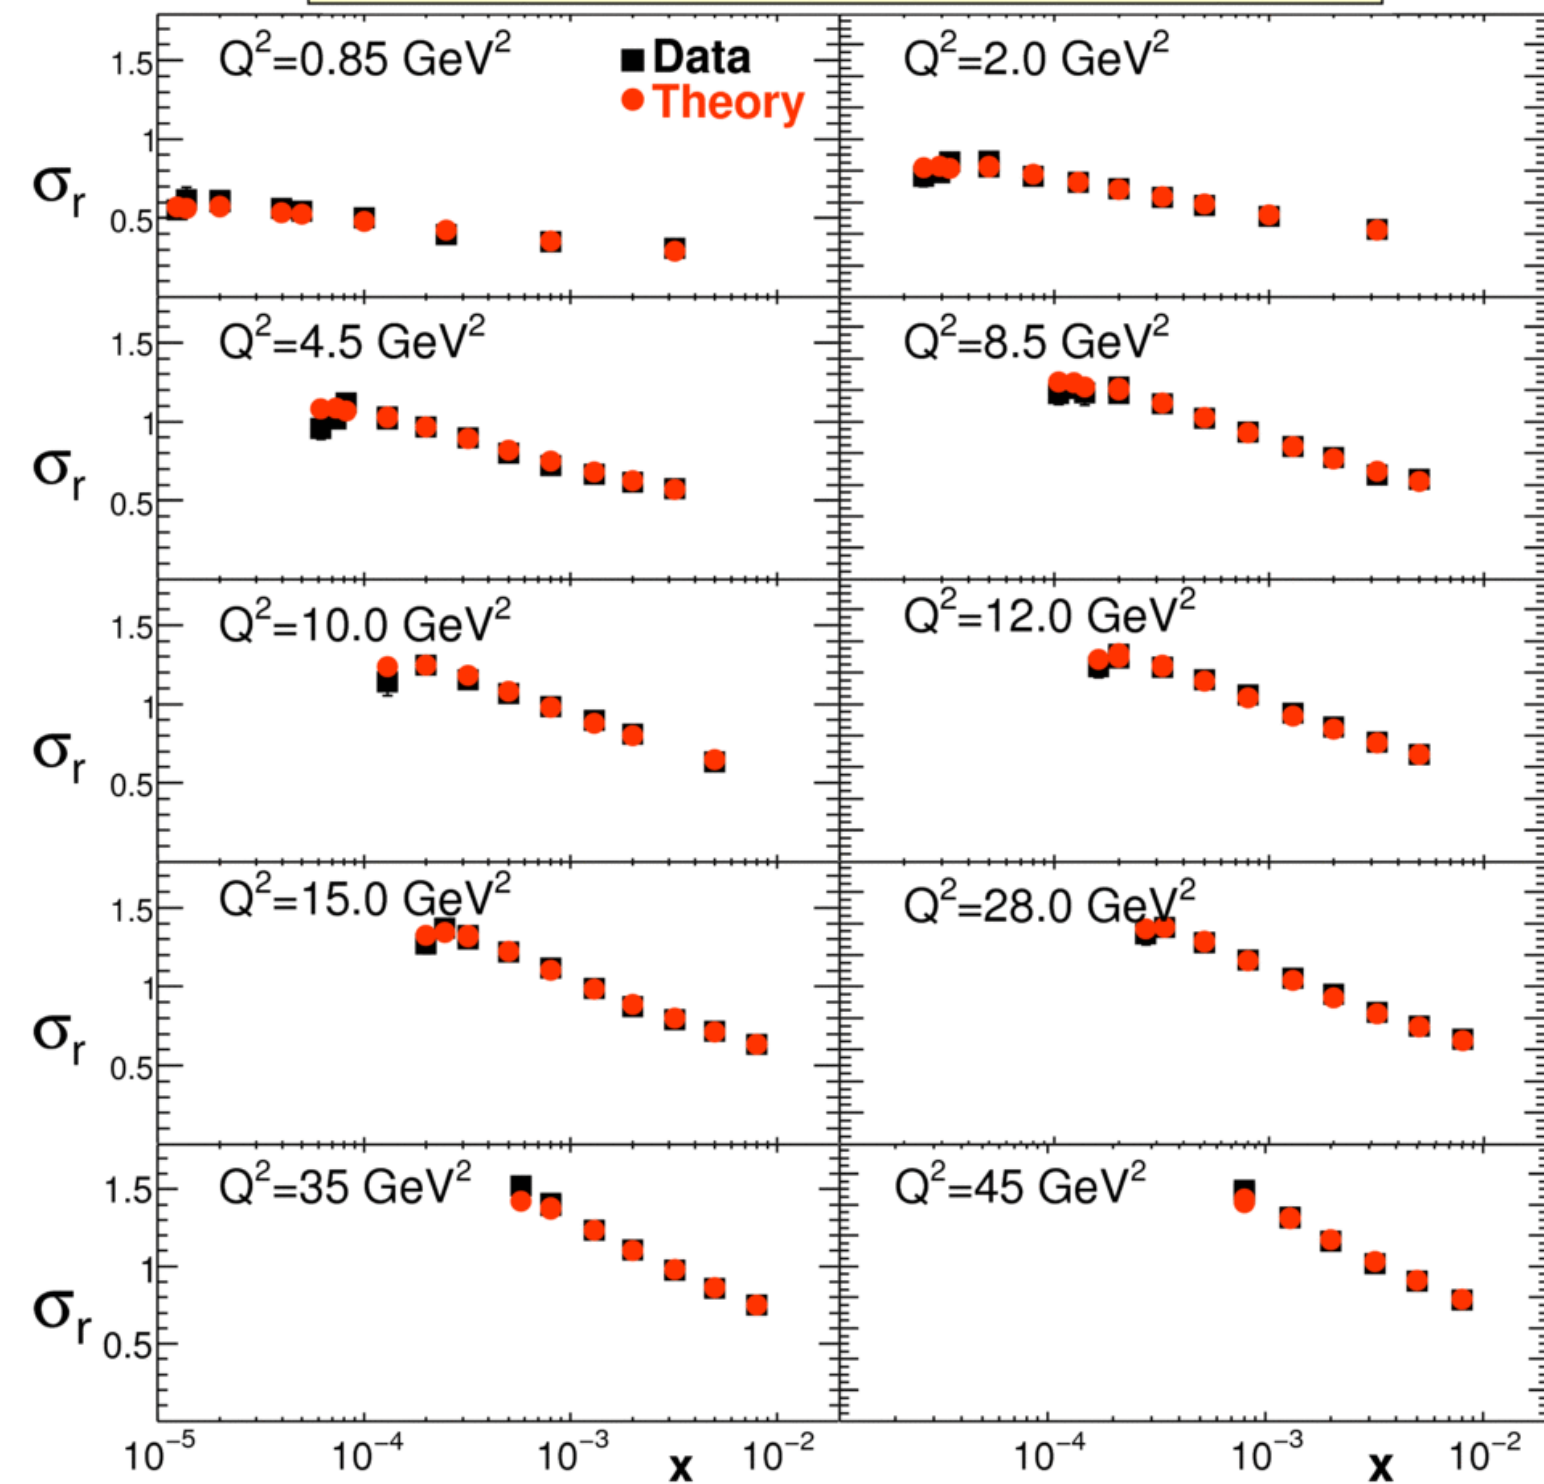 Q²=0.85 GeV²
■ Data
● Theory
Q²=2.0 GeV²
1.5
1
0.5
σr
Q²=4.5 GeV²
Q²=8.5 GeV²
1.5
1
0.5
σr
Q²=10.0 GeV²
Q²=12.0 GeV²
1.5
1
0.5
σr
Q²=15.0 GeV²
Q²=28.0 GeV²
1.5
1
0.5
σr
Q²=35 GeV²
Q²=45 GeV²
1.5
1
0.5
σr
10⁻⁵ 10⁻⁴ 10⁻³ x 10⁻² 10⁻⁴ 10⁻³ x 10⁻²